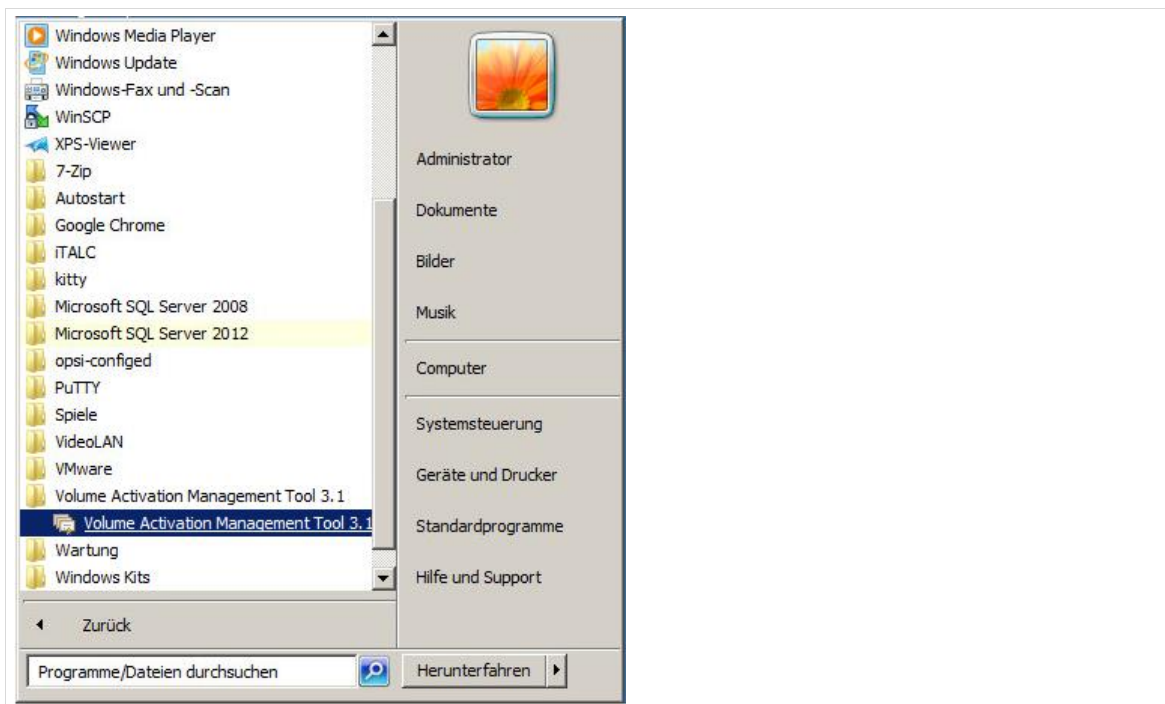 Windows Media Player
Windows Update
Windows-Fax und -Scan
WinSCP
XPS-Viewer
7-Zip
Autostart
Google Chrome
iTALC
kitty
Microsoft SQL Server 2008
Microsoft SQL Server 2012
opsi-configed
PuTTY
Spiele
VideoLAN
VMware
Volume Activation Management Tool 3.1
Volume Activation Management Tool 3.1
Wartung
Windows Kits
Zurück
Programme/Dateien durchsuchen
Administrator
Dokumente
Bilder
Musik
Computer
Systemsteuerung
Geräte und Drucker
Standardprogramme
Hilfe und Support
Herunterfahren